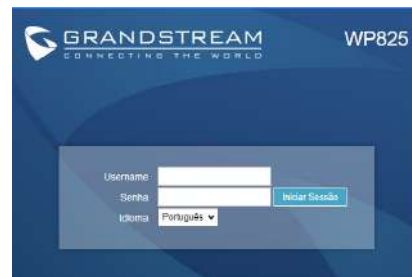 GRANDSTREAM WP825
CONNECTING THE WORLD
Username
Senha Iniciar Sessão
Idioma Português